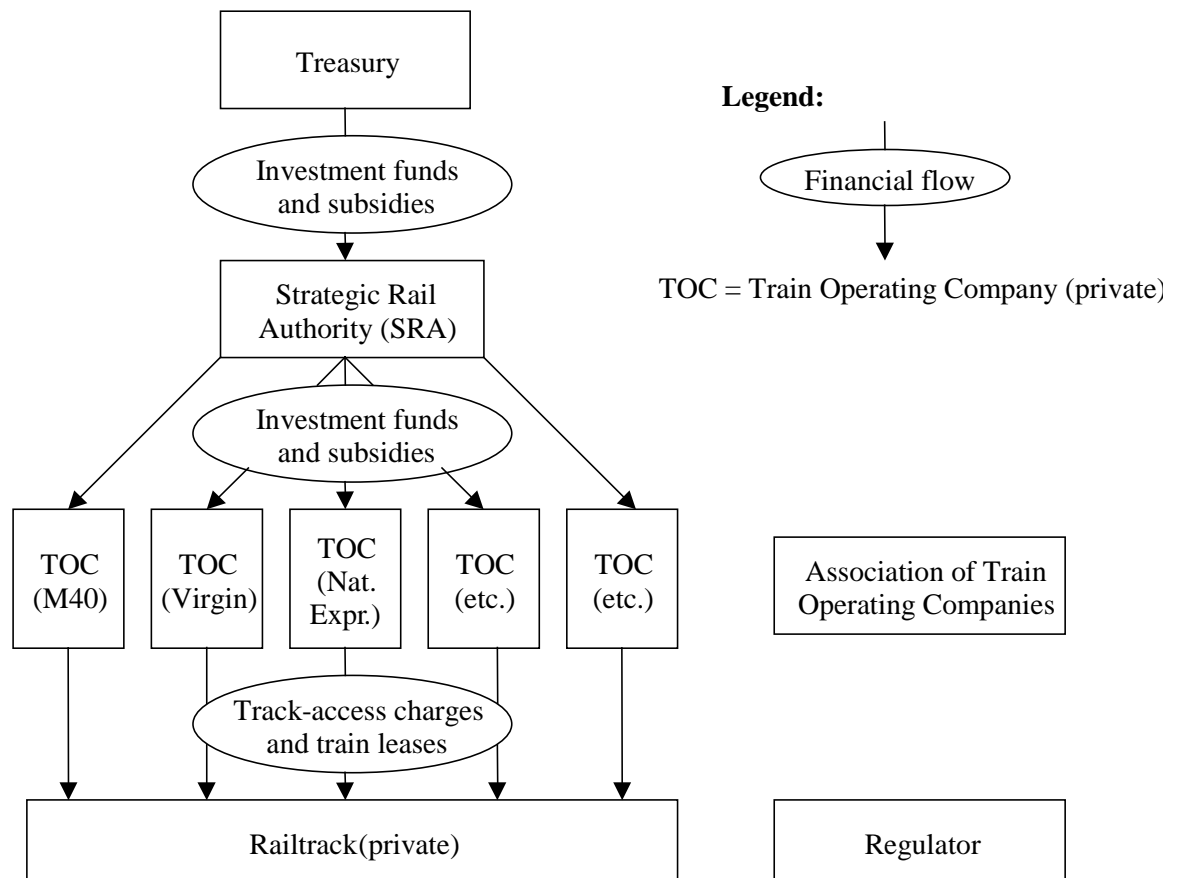 Treasury
Legend:
Investment funds
and subsidies
Financial flow
TOC = Train Operating Company (private)
Strategic Rail
Authority (SRA)
Investment funds
and subsidies
TOC
(M40)
TOC
(Virgin)
TOC
(Nat.
Expr.)
TOC
(etc.)
TOC
(etc.)
Association of Train
Operating Companies
Track-access charges
and train leases
Railtrack(private)
Regulator